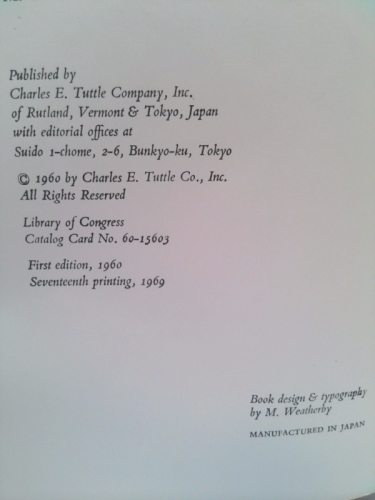 Published by
Charles E. Tuttle Company, Inc.
of Rutland, Vermont & Tokyo, Japan
with editorial offices at
Suido 1-chome, 2-6, Bunkyo-ku, Tokyo
© 1960 by Charles E. Tuttle Co., Inc.
All Rights Reserved
Library of Congress
Catalog Card No. 60-15603
First edition, 1960
Seventeenth printing, 1969
Book design & typography
by M. Weatherby
MANUFACTURED IN JAPAN